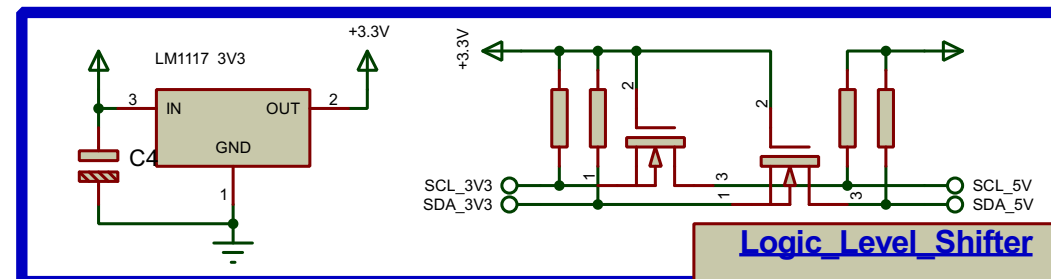 +3.3V
LM1117 3V3
3
IN
OUT
2
GND
C4
1
+3.3V
2
2
1
3
1
3
SCL_3V3
SDA_3V3
SCL_5V
SDA_5V
Logic_Level_Shifter